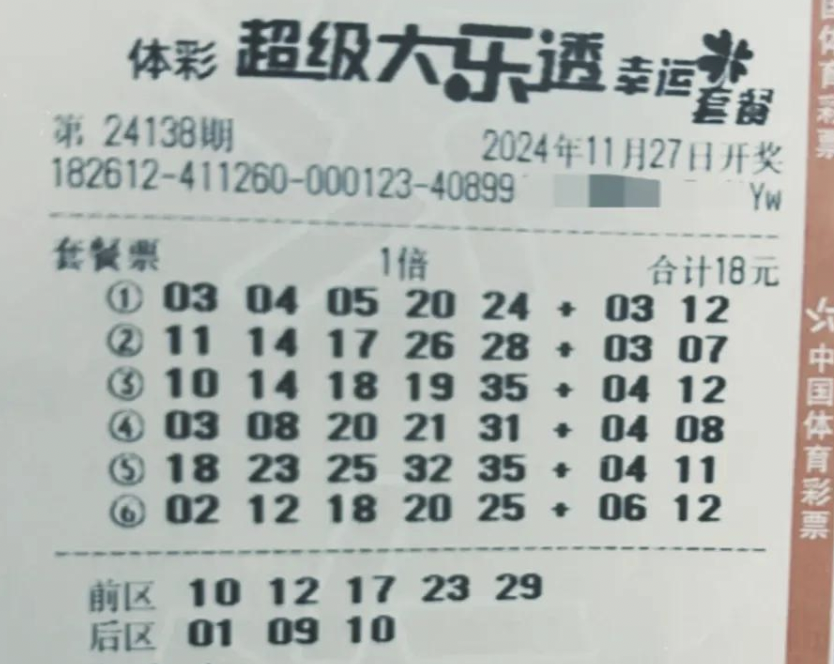 体彩 超级大乐透 幸运套餐
第 24138期 2024年11月27日开奖
182612-411260-000123-40899 Yw
套餐票 1倍 合计18元
① 03 04 05 20 24 + 03 12
② 11 14 17 26 28 + 03 07
③ 10 14 18 19 35 + 04 12
④ 03 08 20 21 31 + 04 08
⑤ 18 23 25 32 35 + 04 11
⑥ 02 12 18 20 25 + 06 12
前区 10 12 17 23 29
后区 01 09 10
国体育彩票
中国体育彩票